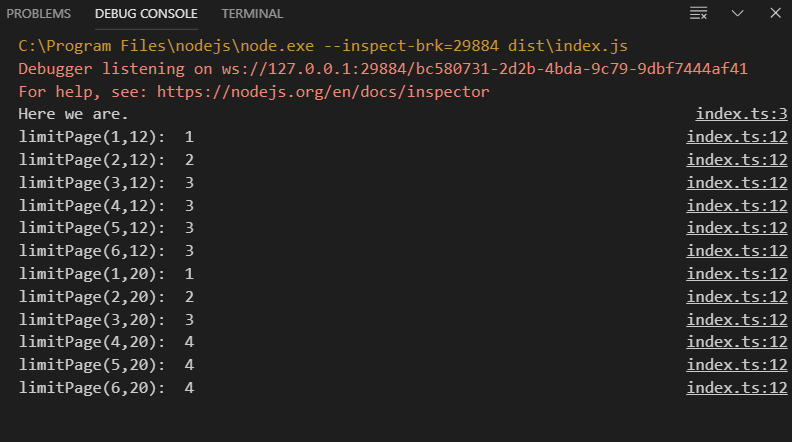 PROBLEMS DEBUG CONSOLE TERMINAL
C:\Program Files\nodejs\node.exe --inspect-brk=29884 dist\index.js
Debugger listening on ws://127.0.0.1:29884/bc580731-2d2b-4bda-9c79-9dbf7444af41
For help, see: https://nodejs.org/en/docs/inspector
Here we are. index.ts:3
limitPage(1,12):  1 index.ts:12
limitPage(2,12):  2 index.ts:12
limitPage(3,12):  3 index.ts:12
limitPage(4,12):  3 index.ts:12
limitPage(5,12):  3 index.ts:12
limitPage(6,12):  3 index.ts:12
limitPage(1,20):  1 index.ts:12
limitPage(2,20):  2 index.ts:12
limitPage(3,20):  3 index.ts:12
limitPage(4,20):  4 index.ts:12
limitPage(5,20):  4 index.ts:12
limitPage(6,20):  4 index.ts:12